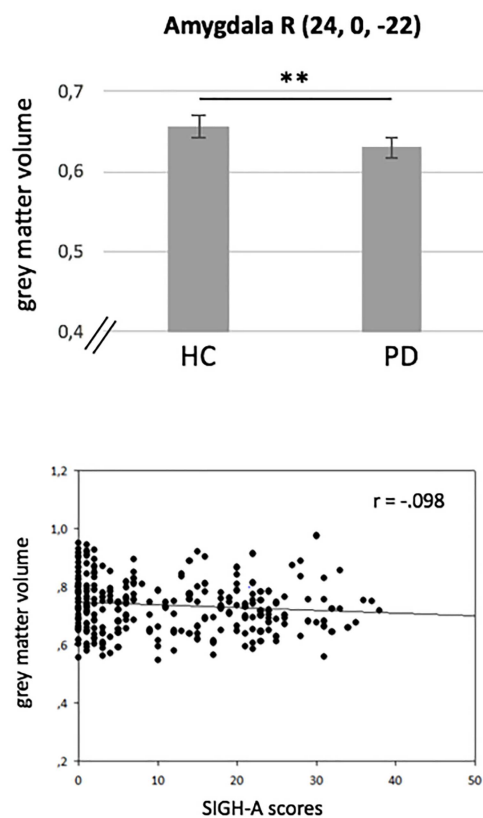 Amygdala R (24, 0, -22)
**
grey matter volume
0,7
0,6
0,5
0,4
HC
PD
r = -.098
grey matter volume
1,2
1,0
,8
,6
,4
,2
0
10
20
30
40
50
SIGH-A scores